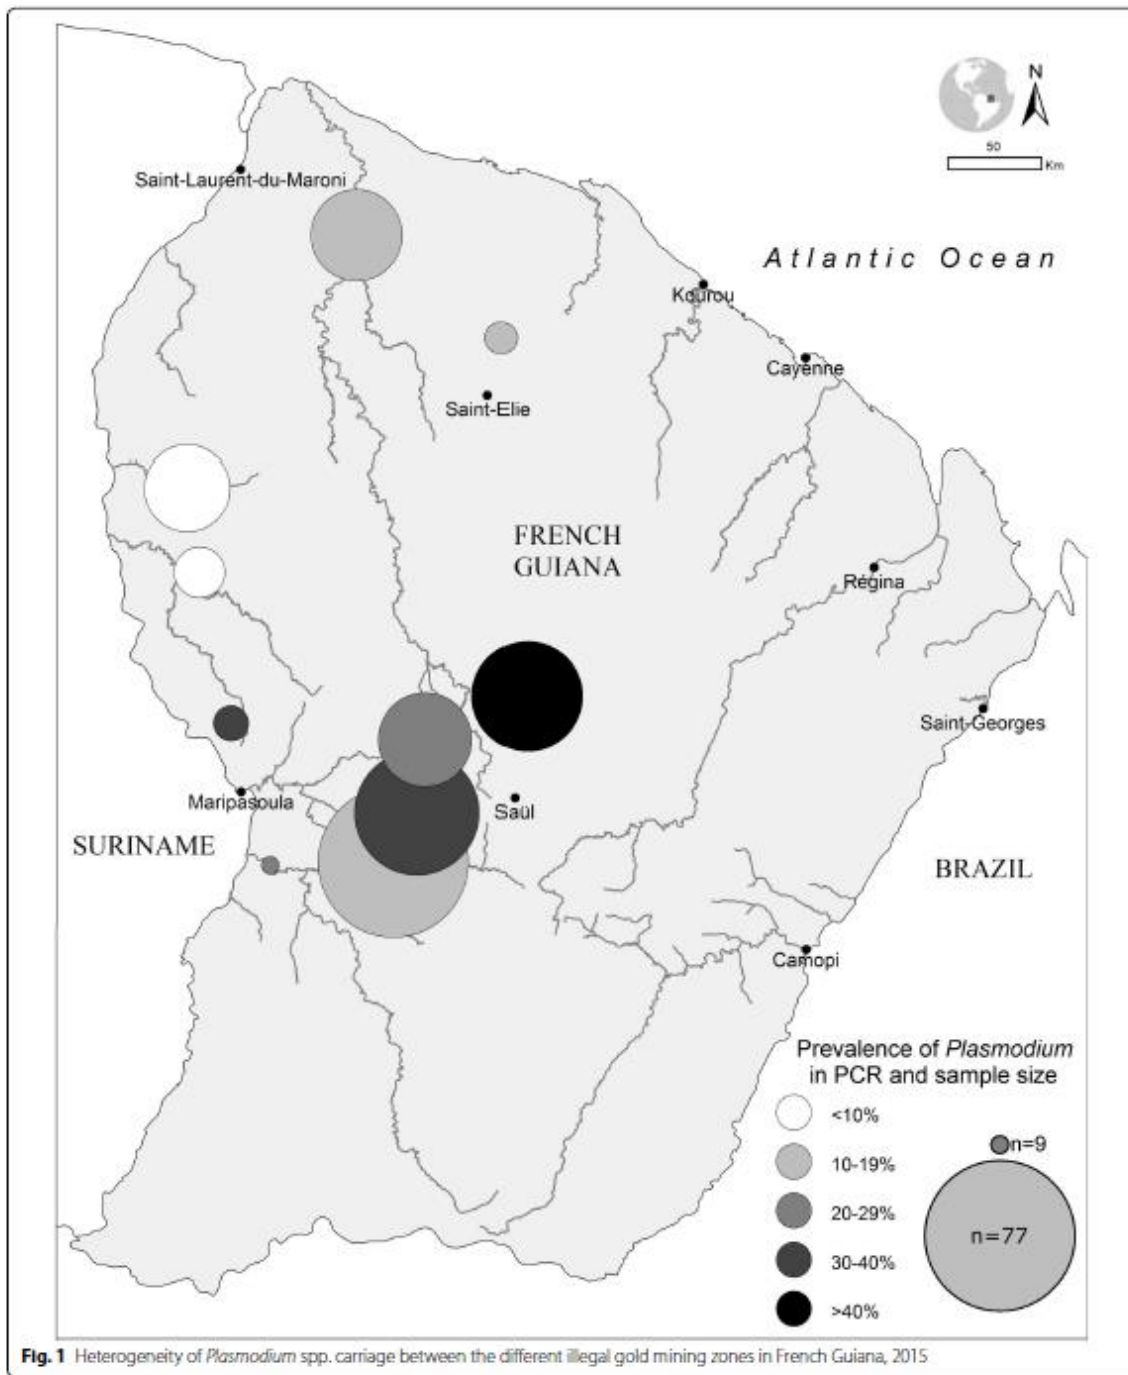 N
50
Km
Saint-Laurent-du-Maroni
Atlantic Ocean
Kourou
Cayenne
Saint-Elie
FRENCH
GUIANA
Régina
Saint-Georges
Maripasoula
Saül
SURINAME
BRAZIL
Camopi
Prevalence of Plasmodium
in PCR and sample size
<10%
10-19%
20-29%
30-40%
>40%
n=9
n=77
Fig. 1 Heterogeneity of Plasmodium spp. carriage between the different illegal gold mining zones in French Guiana, 2015